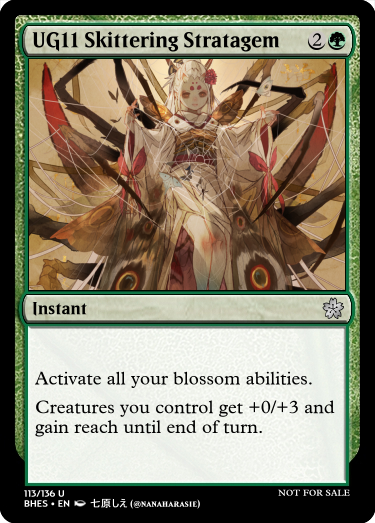 UG11 Skittering Stratagem 2
Instant
Activate all your blossom abilities.
Creatures you control get +0/+3 and
gain reach until end of turn.
113/136 U
NOT FOR SALE
BHES • EN 七原しえ (@NANAHARASIE)